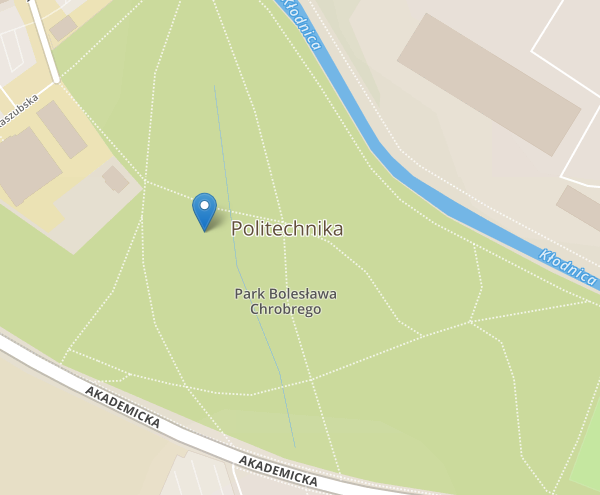 Kłodnica
Politechnika
Kłodnica
Park Bolesława
Chrobrego
AKADEMICKA
AKADEMICKA